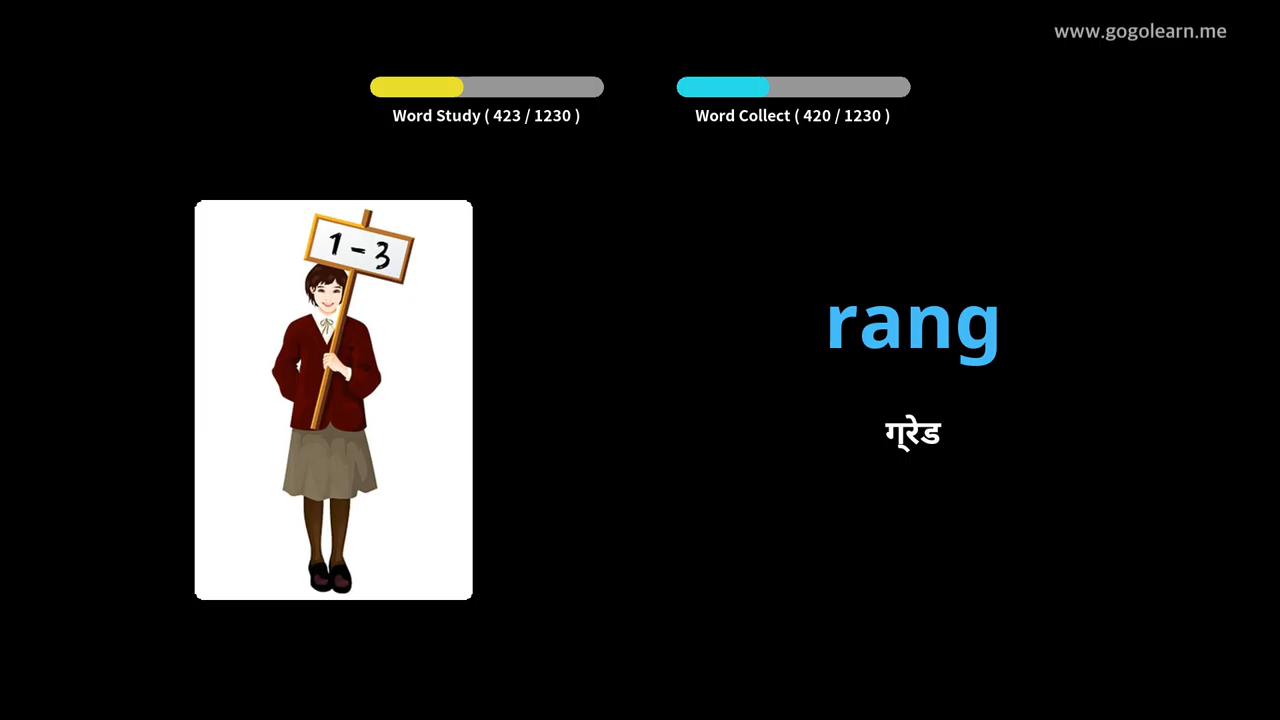 www.gogolearn.me
Word Study ( 423 / 1230 )
Word Collect ( 420 / 1230 )
1 - 3
rang
ग्रेड